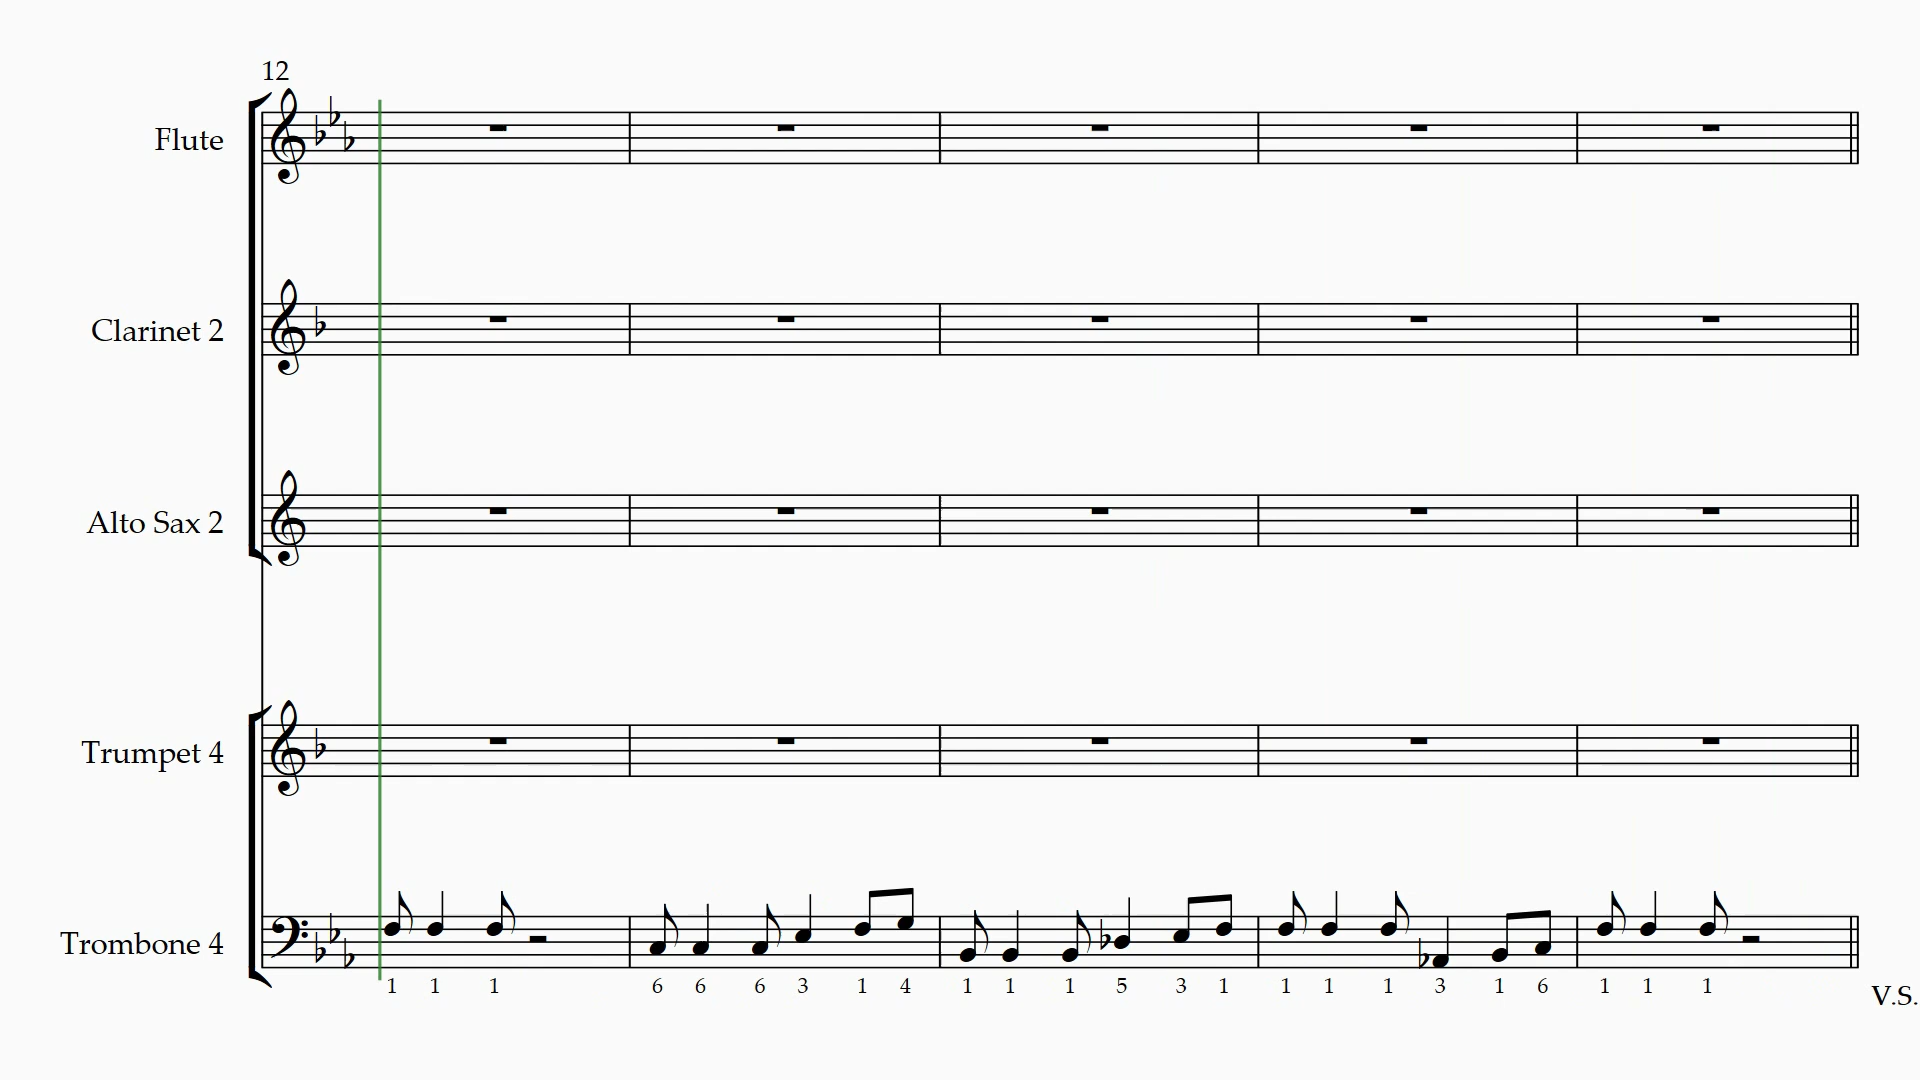 12
Flute
Clarinet 2
Alto Sax 2
Trumpet 4
Trombone 4
1 1 1 6 6 6 3 1 4 1 1 1 5 3 1 1 1 1 3 1 6 1 1 1
V.S.